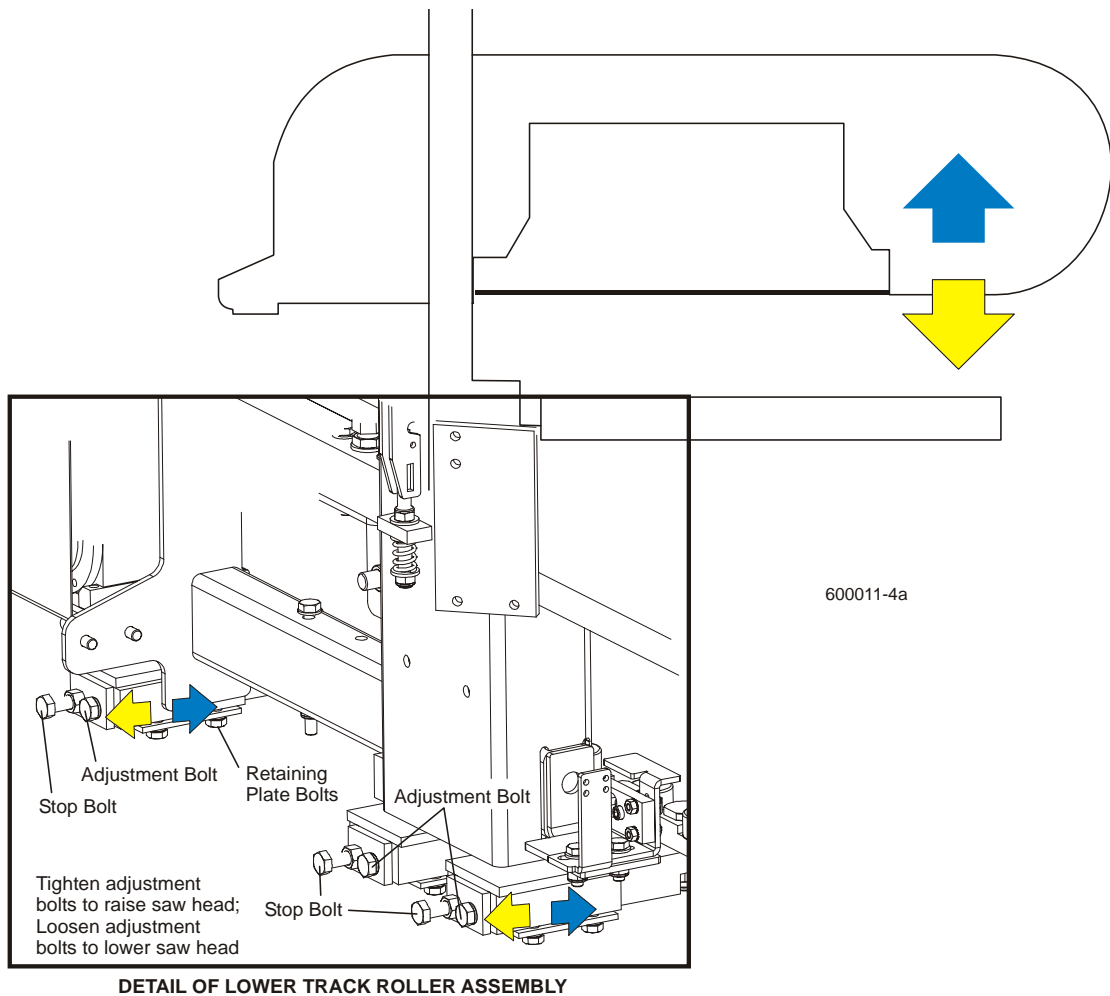 600011-4a
Adjustment Bolt
Retaining
Plate Bolts
Adjustment Bolt
Stop Bolt
Tighten adjustment
bolts to raise saw head;
Loosen adjustment
bolts to lower saw head
Stop Bolt
DETAIL OF LOWER TRACK ROLLER ASSEMBLY